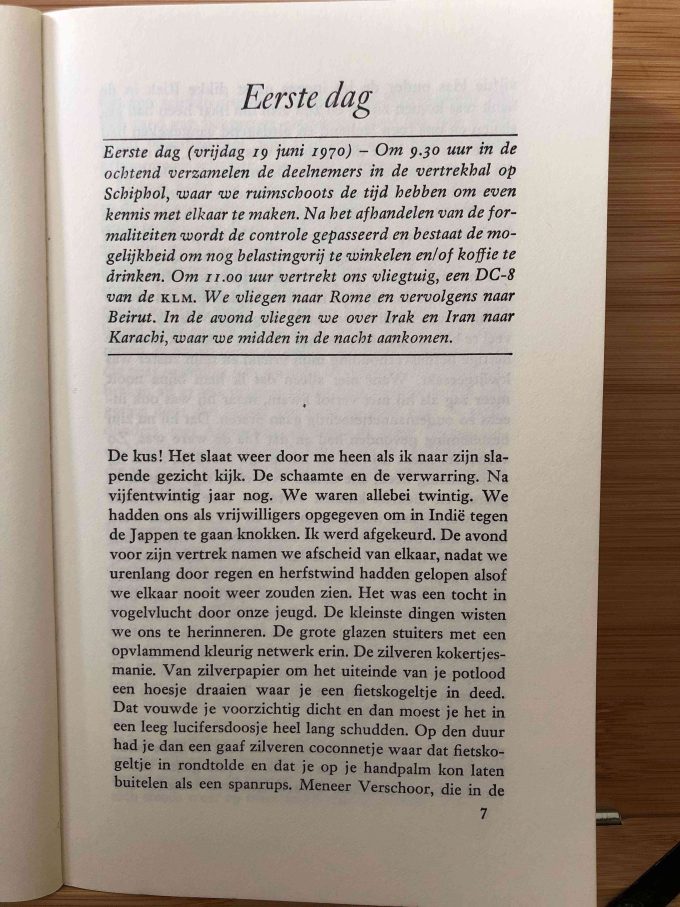 Eerste dag
Eerste dag (vrijdag 19 juni 1970) – Om 9.30 uur in de
ochtend verzamelen de deelnemers in de vertrekhal op
Schiphol, waar we ruimschoots de tijd hebben om even
kennis met elkaar te maken. Na het afhandelen van de for-
maliteiten wordt de controle gepasseerd en bestaat de mo-
gelijkheid om nog belastingvrij te winkelen en/of koffie te
drinken. Om 11.00 uur vertrekt ons vliegtuig, een DC-8
van de KLM. We vliegen naar Rome en vervolgens naar
Beirut. In de avond vliegen we over Irak en Iran naar
Karachi, waar we midden in de nacht aankomen.
De kus! Het slaat weer door me heen als ik naar zijn sla-
pende gezicht kijk. De schaamte en de verwarring. Na
vijfentwintig jaar nog. We waren allebei twintig. We
hadden ons als vrijwilligers opgegeven om in Indië tegen
de Jappen te gaan knokken. Ik werd afgekeurd. De avond
voor zijn vertrek namen we afscheid van elkaar, nadat we
urenlang door regen en herfstwind hadden gelopen alsof
we elkaar nooit weer zouden zien. Het was een tocht in
vogelvlucht door onze jeugd. De kleinste dingen wisten
we ons te herinneren. De grote glazen stuiters met een
opvlammend kleurig netwerk erin. De zilveren kokertjes-
manie. Van zilverpapier om het uiteinde van je potlood
een hoesje draaien waar je een fietskogeltje in deed.
Dat vouwde je voorzichtig dicht en dan moest je het in
een leeg lucifersdoosje heel lang schudden. Op den duur
had je dan een gaaf zilveren coconnetje waar dat fietsko-
geltje in rondtolde en dat je op je handpalm kon laten
buitelen als een spanrups. Meneer Verschoor, die in de
7